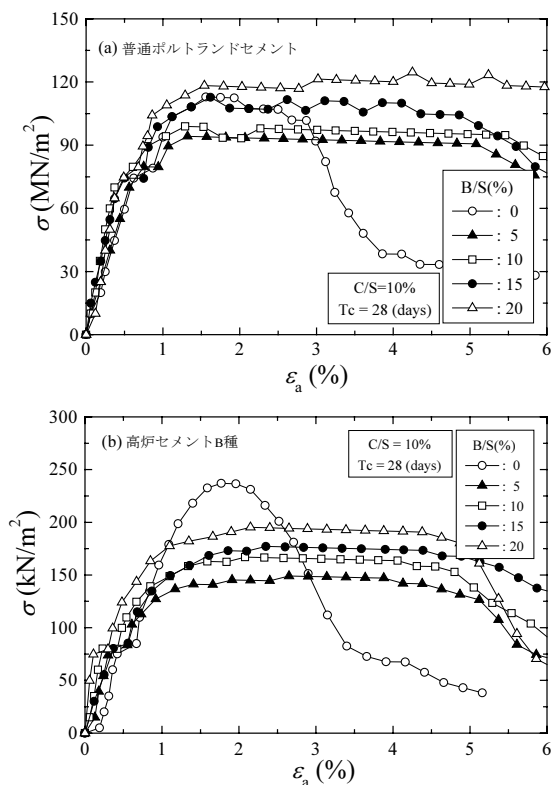 (a) 普通ポルトランドセメント
150
120
90
60
30
0
σ (MN/m²)
B/S(%)
: 0
: 5
: 10
: 15
: 20
C/S=10%
Tc = 28 (days)
0 1 2 3 4 5 6
εa (%)
(b) 高炉セメントB種
300
250
200
150
100
50
0
σ (kN/m²)
C/S = 10%
Tc = 28 (days)
B/S(%)
: 0
: 5
: 10
: 15
: 20
0 1 2 3 4 5 6
εa (%)